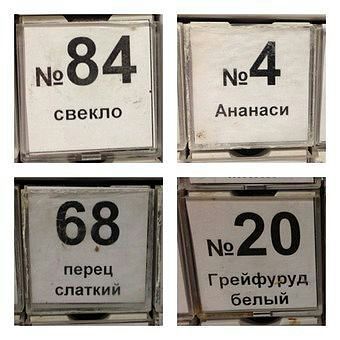 №84
свекло
№4
Ананаси
68
перец
слаткий
№20
Грейфуруд
белый